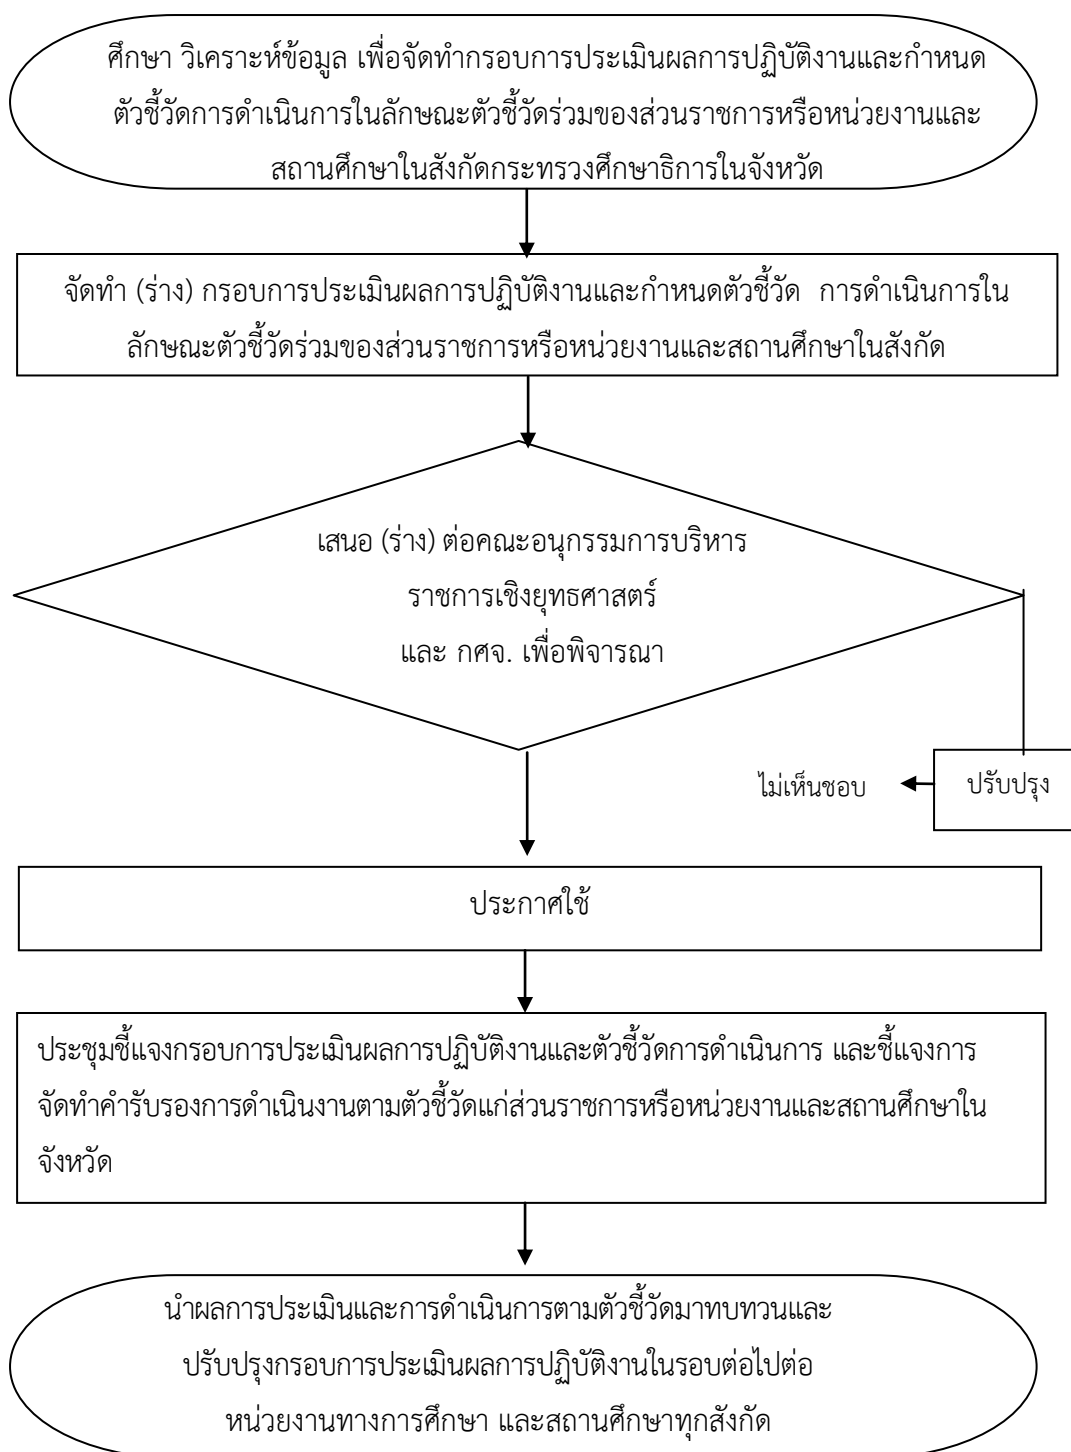 ศึกษา วิเคราะห์ข้อมูล เพื่อจัดทำกรอบการประเมินผลการปฏิบัติงานและกำหนด
ตัวชี้วัดการดำเนินการในลักษณะตัวชี้วัดร่วมของส่วนราชการหรือหน่วยงานและ
สถานศึกษาในสังกัดกระทรวงศึกษาธิการในจังหวัด
จัดทำ (ร่าง) กรอบการประเมินผลการปฏิบัติงานและกำหนดตัวชี้วัด การดำเนินการใน
ลักษณะตัวชี้วัดร่วมของส่วนราชการหรือหน่วยงานและสถานศึกษาในสังกัด
เสนอ (ร่าง) ต่อคณะอนุกรรมการบริหาร
ราชการเชิงยุทธศาสตร์
และ กศจ. เพื่อพิจารณา
ไม่เห็นชอบ
ปรับปรุง
ประกาศใช้
ประชุมชี้แจงกรอบการประเมินผลการปฏิบัติงานและตัวชี้วัดการดำเนินการ และชี้แจงการ
จัดทำคำรับรองการดำเนินงานตามตัวชี้วัดแก่ส่วนราชการหรือหน่วยงานและสถานศึกษาใน
จังหวัด
นำผลการประเมินและการดำเนินการตามตัวชี้วัดมาทบทวนและ
ปรับปรุงกรอบการประเมินผลการปฏิบัติงานในรอบต่อไปต่อ
หน่วยงานทางการศึกษา และสถานศึกษาทุกสังกัด